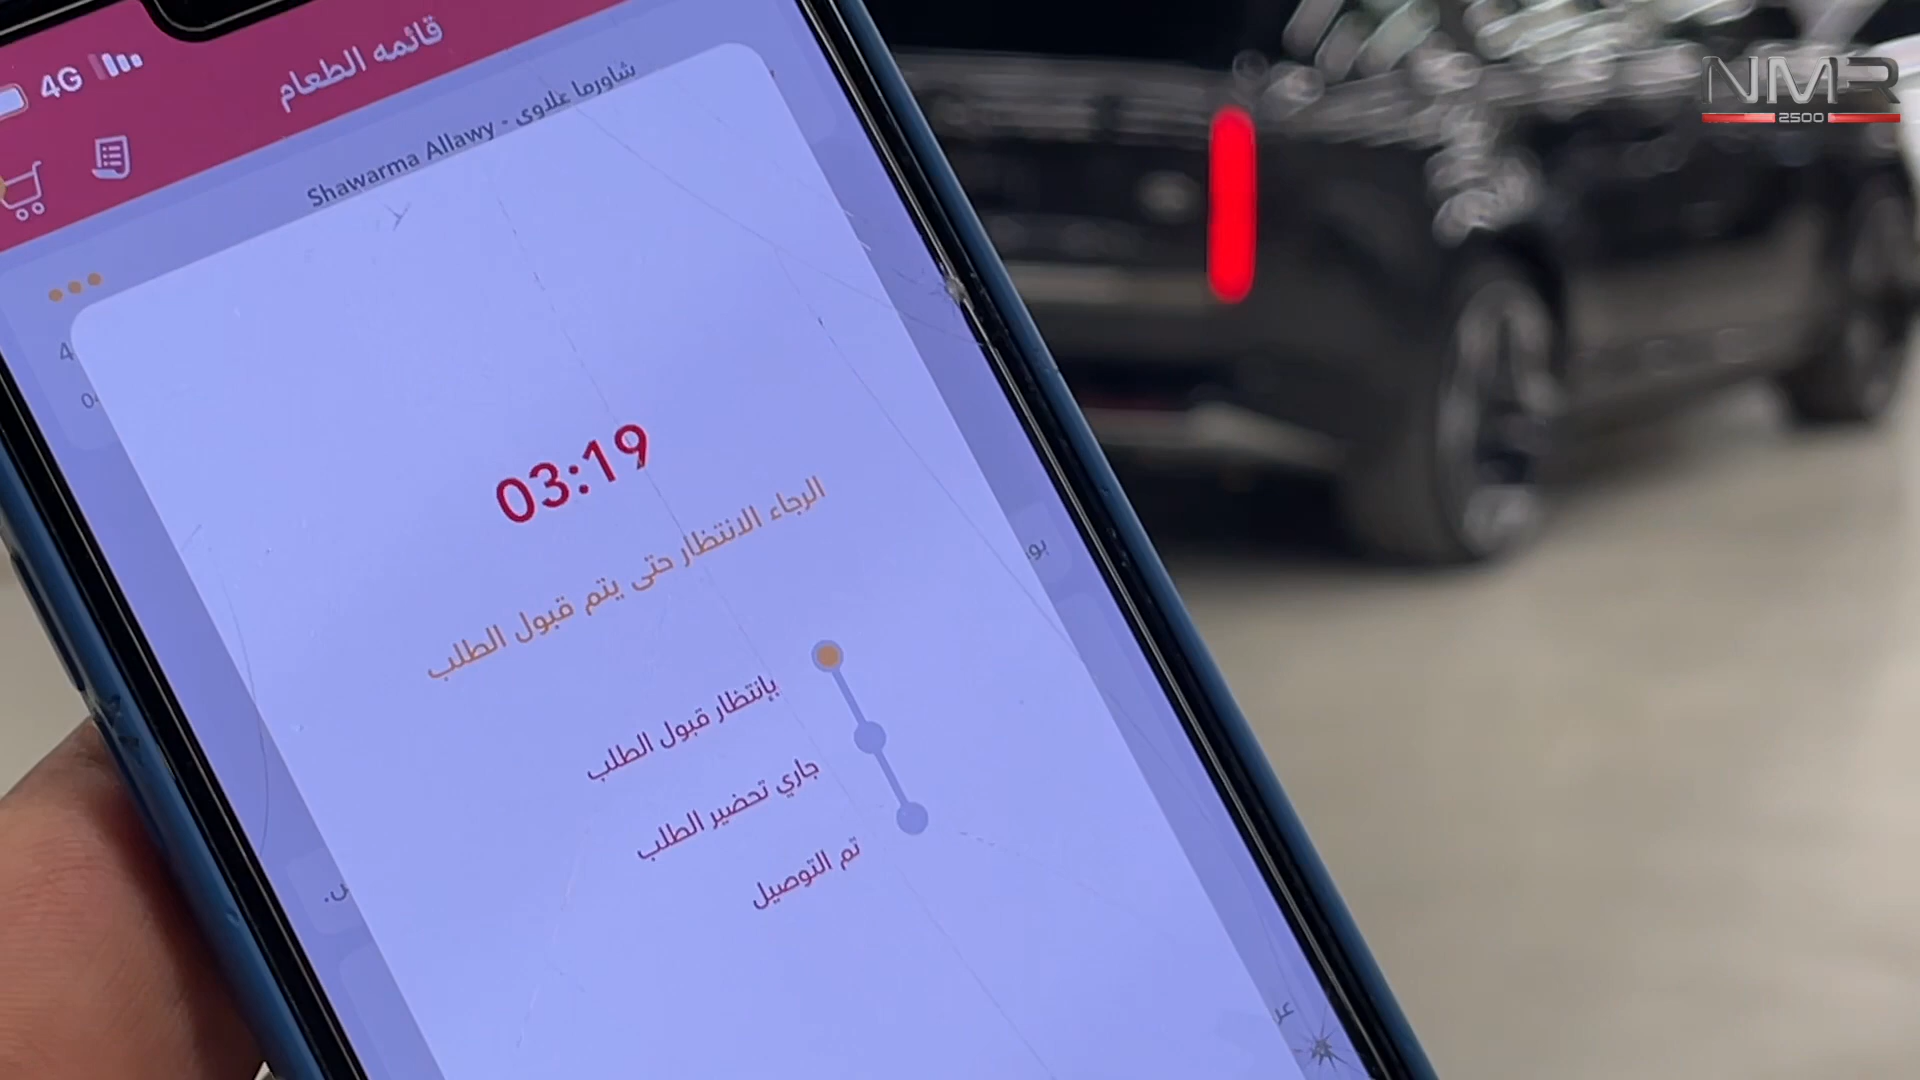 4G
قائمه الطعام
Shawarma Allawy - شاورما علاوي
03:19
الرجاء الانتظار حتى يتم قبول الطلب
بإنتظار قبول الطلب
جاري تحضير الطلب
تم التوصيل
NMR
2500